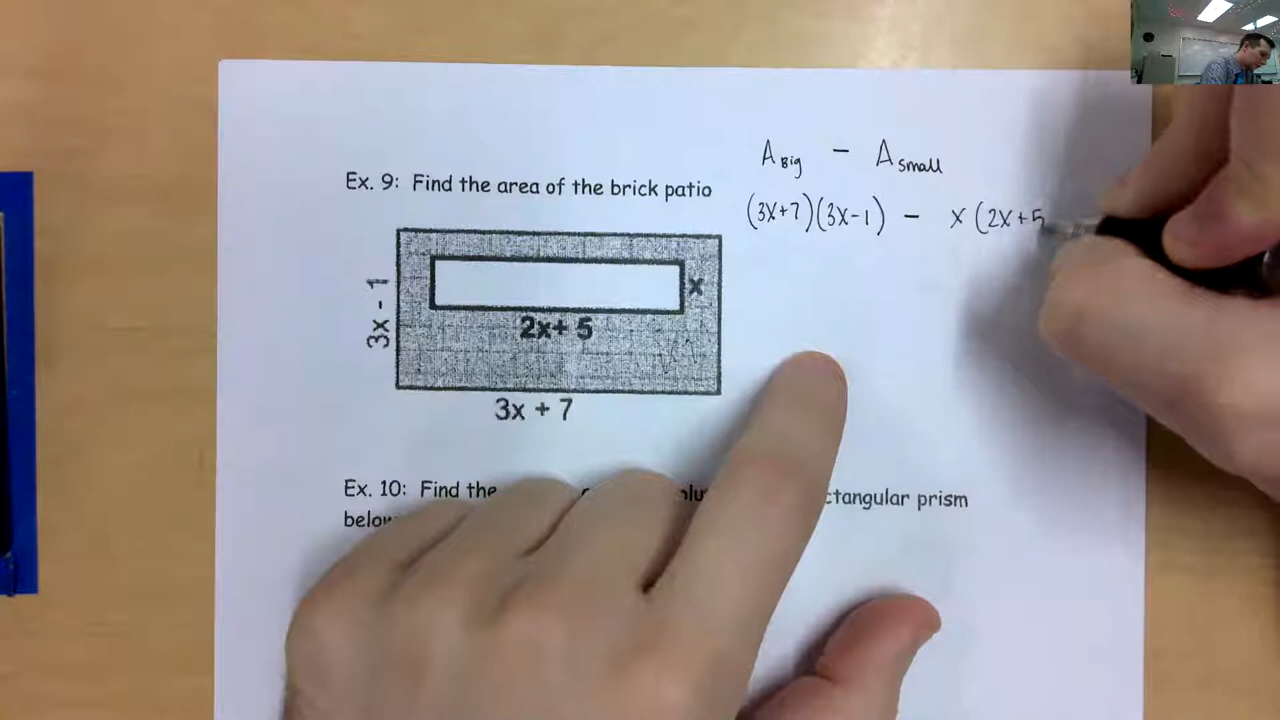 A Big - A small
Ex. 9: Find the area of the brick patio
(3x+7)(3x-1) - x(2x+5
3x - 1
x
2x+ 5
3x + 7
Ex. 10: Find the
ctangular prism
below